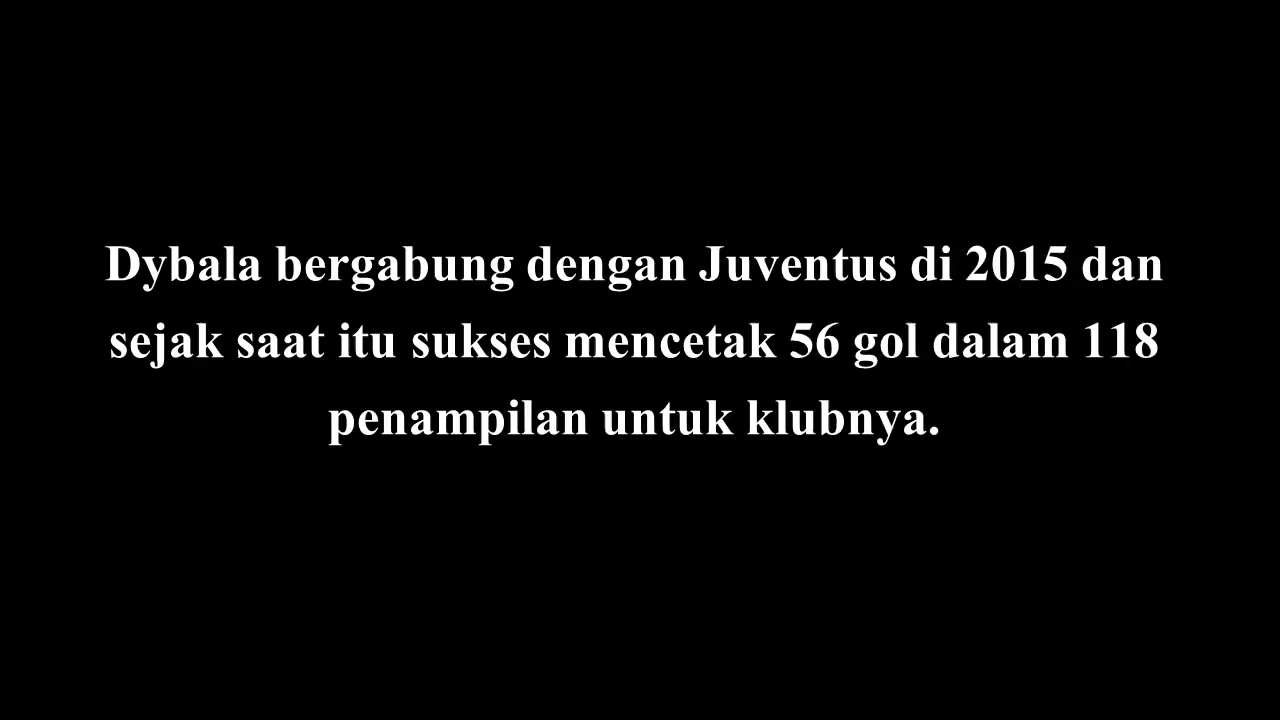 Dybala bergabung dengan Juventus di 2015 dan
sejak saat itu sukses mencetak 56 gol dalam 118
penampilan untuk klubnya.